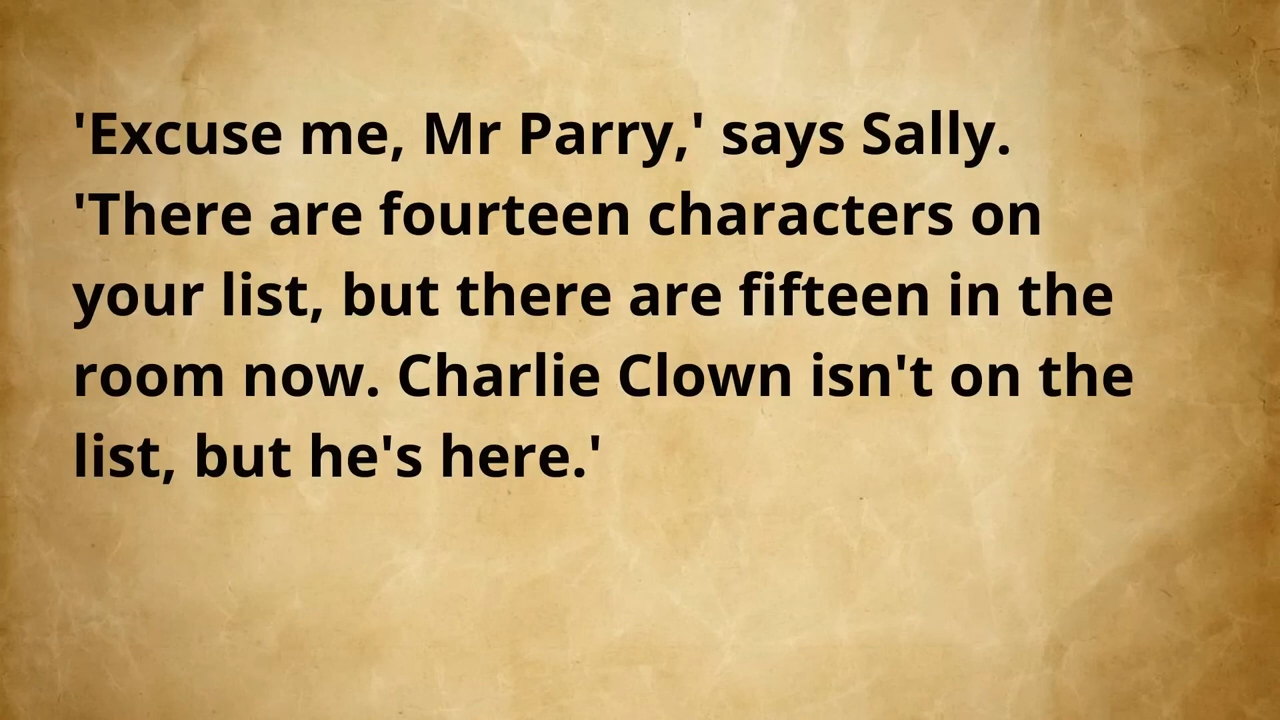 'Excuse me, Mr Parry,' says Sally.
'There are fourteen characters on
your list, but there are fifteen in the
room now. Charlie Clown isn't on the
list, but he's here.'